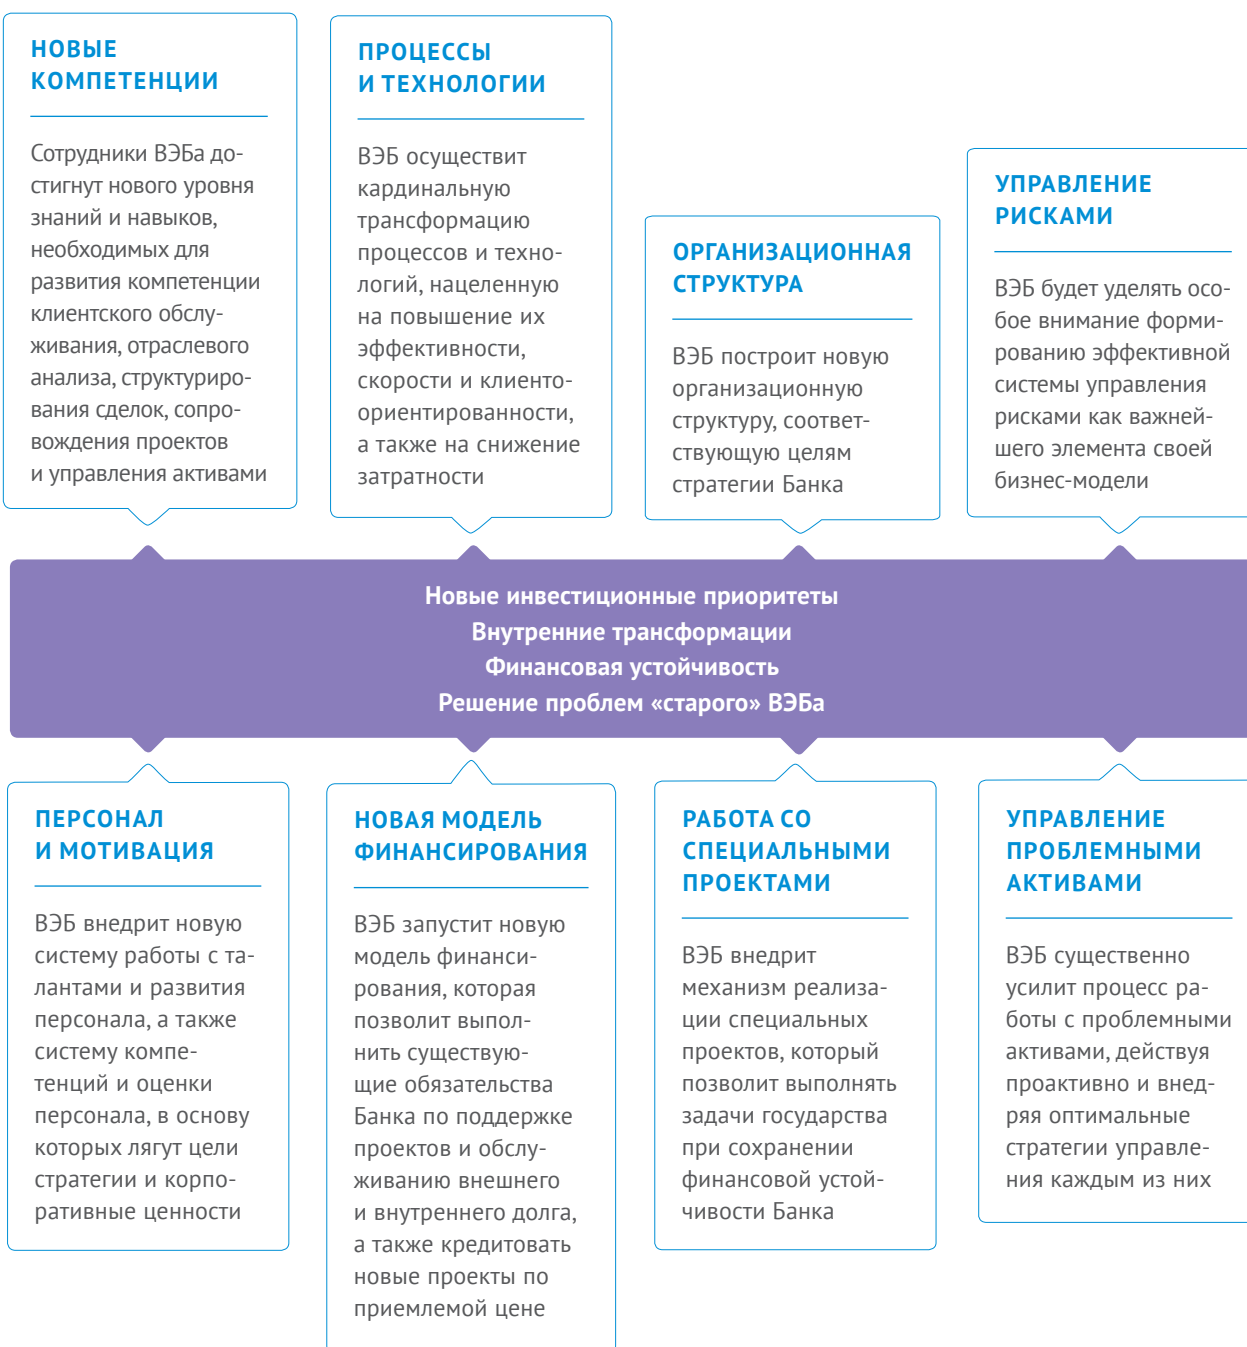 НОВЫЕ
КОМПЕТЕНЦИИ
Сотрудники ВЭБа до-
стигнут нового уровня
знаний и навыков,
необходимых для
развития компетенции
клиентского обслу-
живания, отраслевого
анализа, структуриро-
вания сделок, сопро-
вождения проектов
и управления активами
ПРОЦЕССЫ
И ТЕХНОЛОГИИ
ВЭБ осуществит
кардинальную
трансформацию
процессов и техно-
логий, нацеленную
на повышение их
эффективности,
скорости и клиенто-
ориентированности,
а также на снижение
затратности
ОРГАНИЗАЦИОННАЯ
СТРУКТУРА
ВЭБ построит новую
организационную
структуру, соответ-
ствующую целям
стратегии Банка
УПРАВЛЕНИЕ
РИСКАМИ
ВЭБ будет уделять осо-
бое внимание форми-
рованию эффективной
системы управления
рисками как важней-
шего элемента своей
бизнес-модели
Новые инвестиционные приоритеты
Внутренние трансформации
Финансовая устойчивость
Решение проблем «старого» ВЭБа
ПЕРСОНАЛ
И МОТИВАЦИЯ
ВЭБ внедрит новую
систему работы с та-
лантами и развития
персонала, а также
систему компе-
тенций и оценки
персонала, в основу
которых лягут цели
стратегии и корпо-
ративные ценности
НОВАЯ МОДЕЛЬ
ФИНАНСИРОВАНИЯ
ВЭБ запустит новую
модель финанси-
рования, которая
позволит выпол-
нить существую-
щие обязательства
Банка по поддержке
проектов и обслу-
живанию внешнего
и внутреннего долга,
а также кредитовать
новые проекты по
приемлемой цене
РАБОТА СО
СПЕЦИАЛЬНЫМИ
ПРОЕКТАМИ
ВЭБ внедрит
механизм реализа-
ции специальных
проектов, который
позволит выполнять
задачи государства
при сохранении
финансовой устой-
чивости Банка
УПРАВЛЕНИЕ
ПРОБЛЕМНЫМИ
АКТИВАМИ
ВЭБ существенно
усилит процесс ра-
боты с проблемными
активами, действуя
проактивно и внед-
ряя оптимальные
стратегии управле-
ния каждым из них